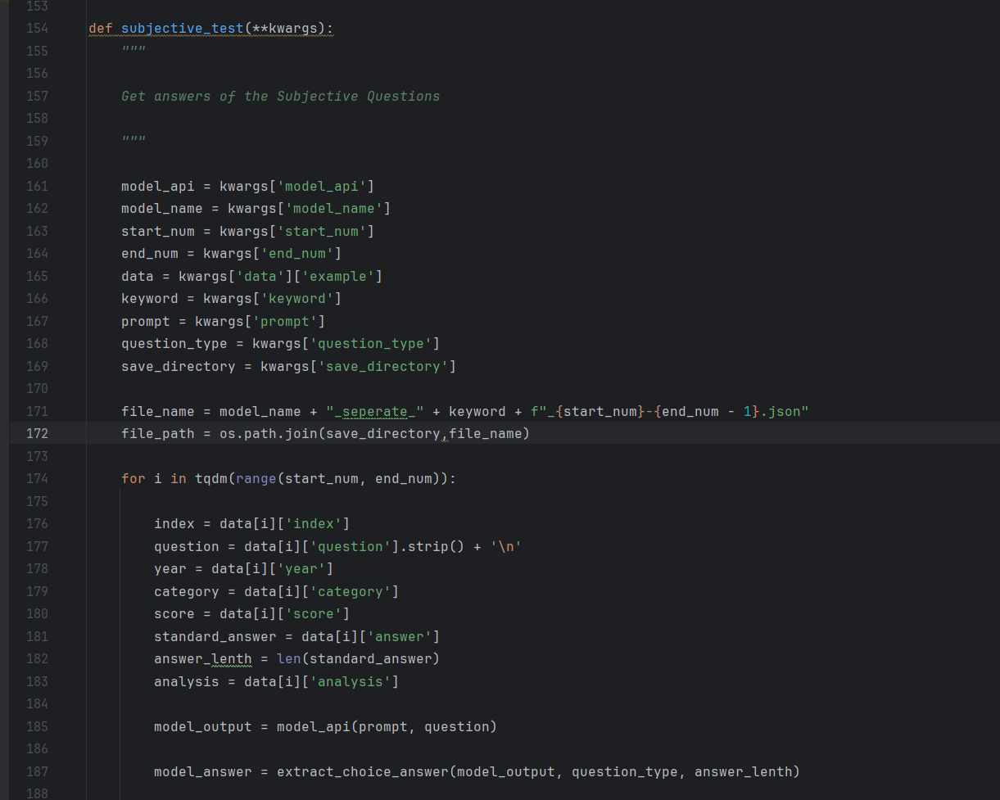 153
154 def subjective_test(**kwargs):
155     """
156
157     Get answers of the Subjective Questions
158
159     """
160
161     model_api = kwargs['model_api']
162     model_name = kwargs['model_name']
163     start_num = kwargs['start_num']
164     end_num = kwargs['end_num']
165     data = kwargs['data']['example']
166     keyword = kwargs['keyword']
167     prompt = kwargs['prompt']
168     question_type = kwargs['question_type']
169     save_directory = kwargs['save_directory']
170
171     file_name = model_name + "_seperate_" + keyword + f"_{start_num}-{end_num - 1}.json"
172     file_path = os.path.join(save_directory,file_name)
173
174     for i in tqdm(range(start_num, end_num)):
175
176         index = data[i]['index']
177         question = data[i]['question'].strip() + '\n'
178         year = data[i]['year']
179         category = data[i]['category']
180         score = data[i]['score']
181         standard_answer = data[i]['answer']
182         answer_lenth = len(standard_answer)
183         analysis = data[i]['analysis']
184
185         model_output = model_api(prompt, question)
186
187         model_answer = extract_choice_answer(model_output, question_type, answer_lenth)
188